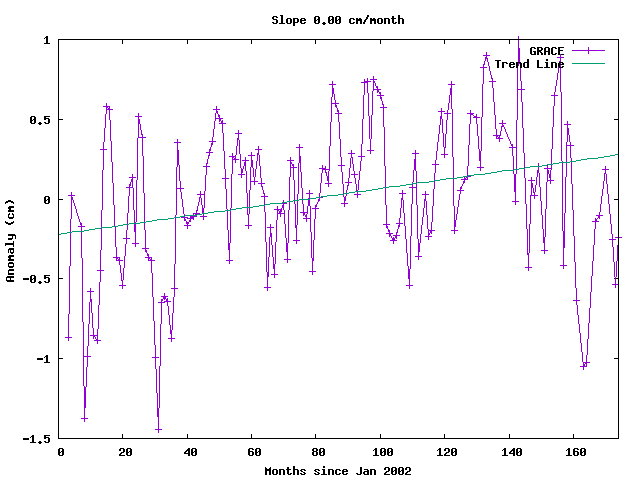 Slope 0.00 cm/month
GRACE
Trend Line
1
0.5
0
-0.5
-1
-1.5
Anomaly (cm)
0 20 40 60 80 100 120 140 160
Months since Jan 2002